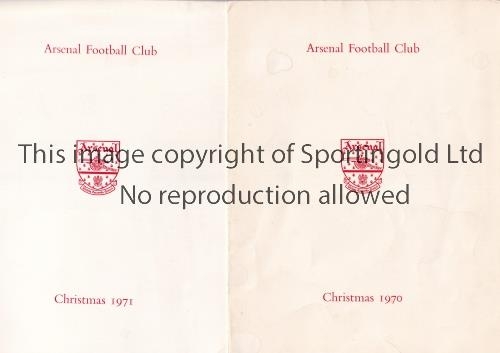 Arsenal Football Club
Arsenal
Christmas 1971
Arsenal Football Club
Arsenal
Christmas 1970
This image copyright of Sportingold Ltd
No reproduction allowed